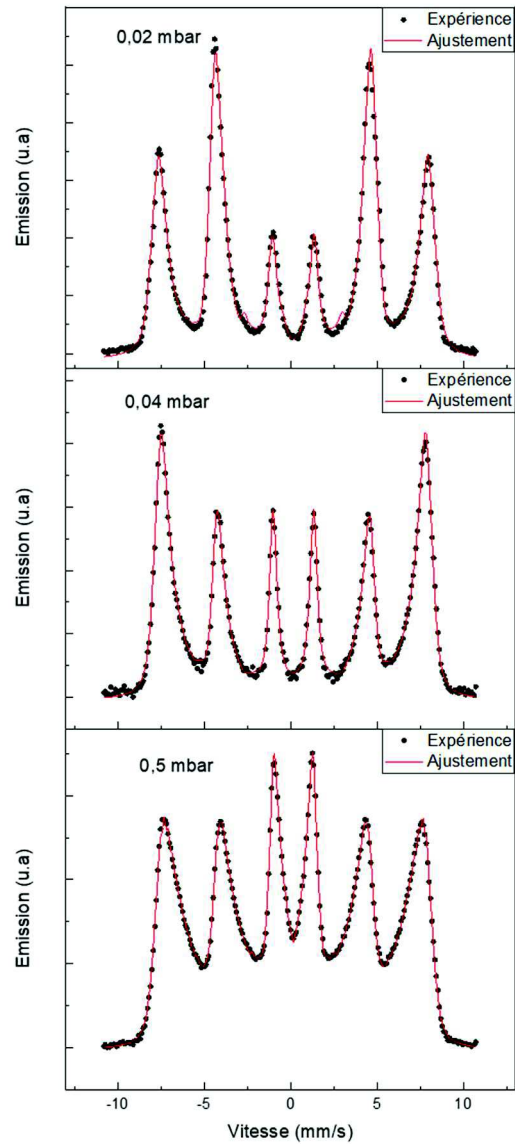 0,02 mbar
Expérience
Ajustement
Emission (u.a)
0,04 mbar
Expérience
Ajustement
Emission (u.a)
0,5 mbar
Expérience
Ajustement
Emission (u.a)
-10 -5 0 5 10
Vitesse (mm/s)